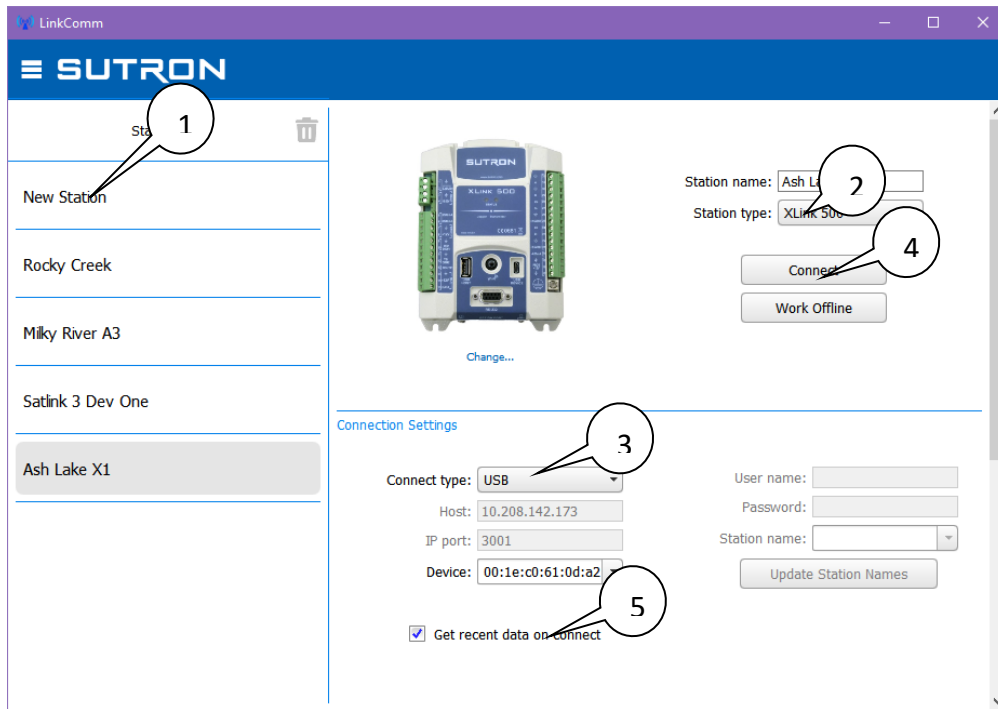 LinkComm
SUTRON
1
New Station
Rocky Creek
Milky River A3
Satlink 3 Dev One
Ash Lake X1
SUTRON
XLINK 500
Change...
Station name: Ash
2
Station type: XLink 500
4
Connect
Work Offline
Connection Settings
3
Connect type: USB
Host: 10.208.142.173
IP port: 3001
Device: 00:1e:c0:61:0d:a2
User name:
Password:
Station name:
Update Station Names
5
Get recent data on connect